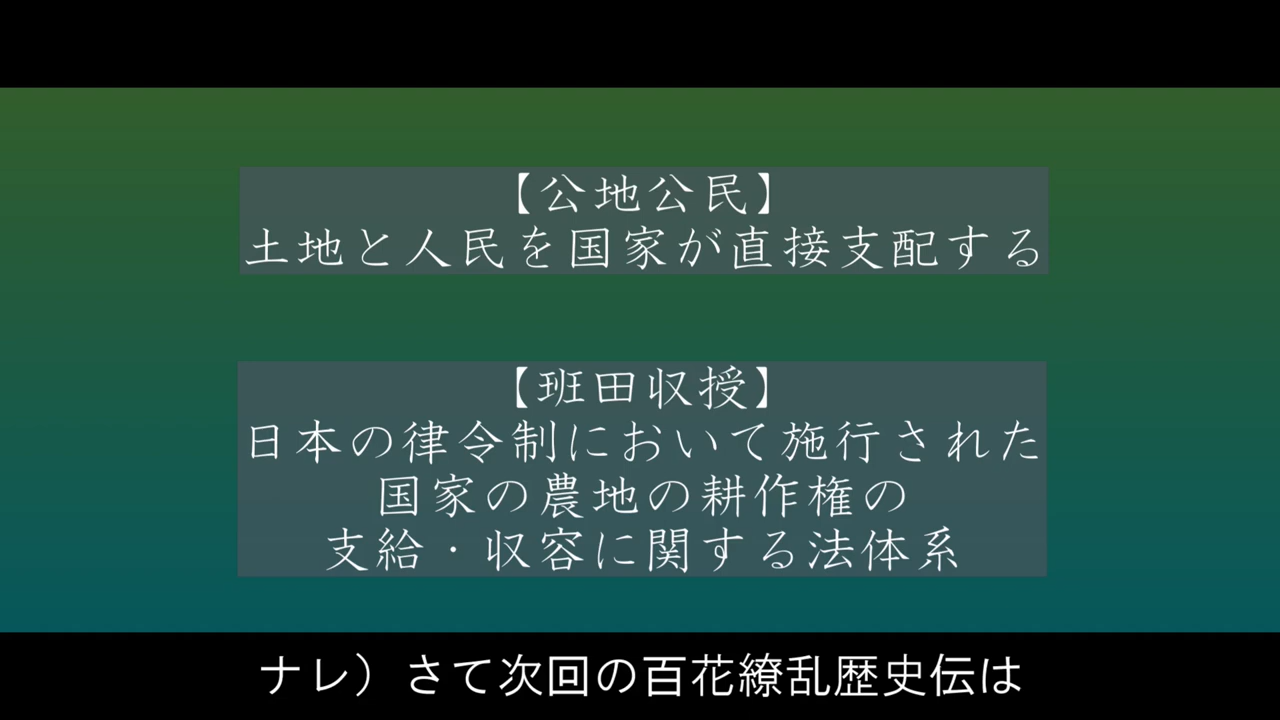 【公地公民】
土地と人民を国家が直接支配する
【班田収授】
日本の律令制において施行された
国家の農地の耕作権の
支給・収容に関する法体系
ナレ）さて次回の百花繚乱歴史伝は